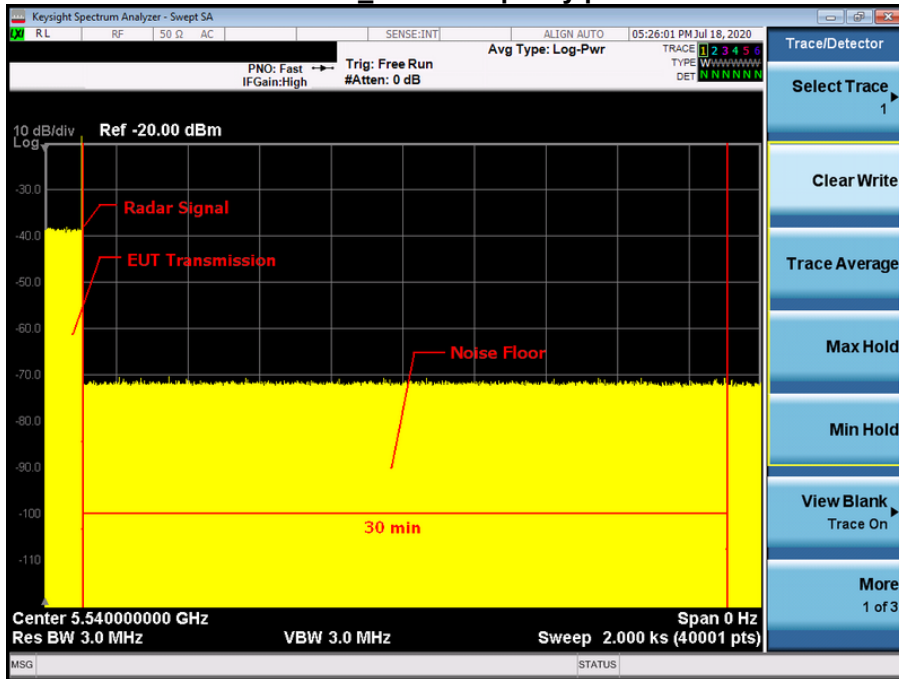 Keysight Spectrum Analyzer - Swept SA
LXI RL RF 50 Ω AC SENSE:INT ALIGN AUTO 05:26:01 PM Jul 18, 2020
Avg Type: Log-Pwr
TRACE 1 2 3 4 5 6
TYPE WWWWWW
DET N N N N N N
PNO: Fast
IFGain:High
Trig: Free Run
#Atten: 0 dB
10 dB/div
Log
Ref -20.00 dBm
-30.0
-40.0
-50.0
-60.0
-70.0
-80.0
-90.0
-100
-110
Radar Signal
EUT Transmission
Noise Floor
30 min
Center 5.540000000 GHz
Span 0 Hz
Res BW 3.0 MHz
VBW 3.0 MHz
Sweep 2.000 ks (40001 pts)
MSG
STATUS
Trace/Detector
Select Trace
1
Clear Write
Trace Average
Max Hold
Min Hold
View Blank
Trace On
More
1 of 3